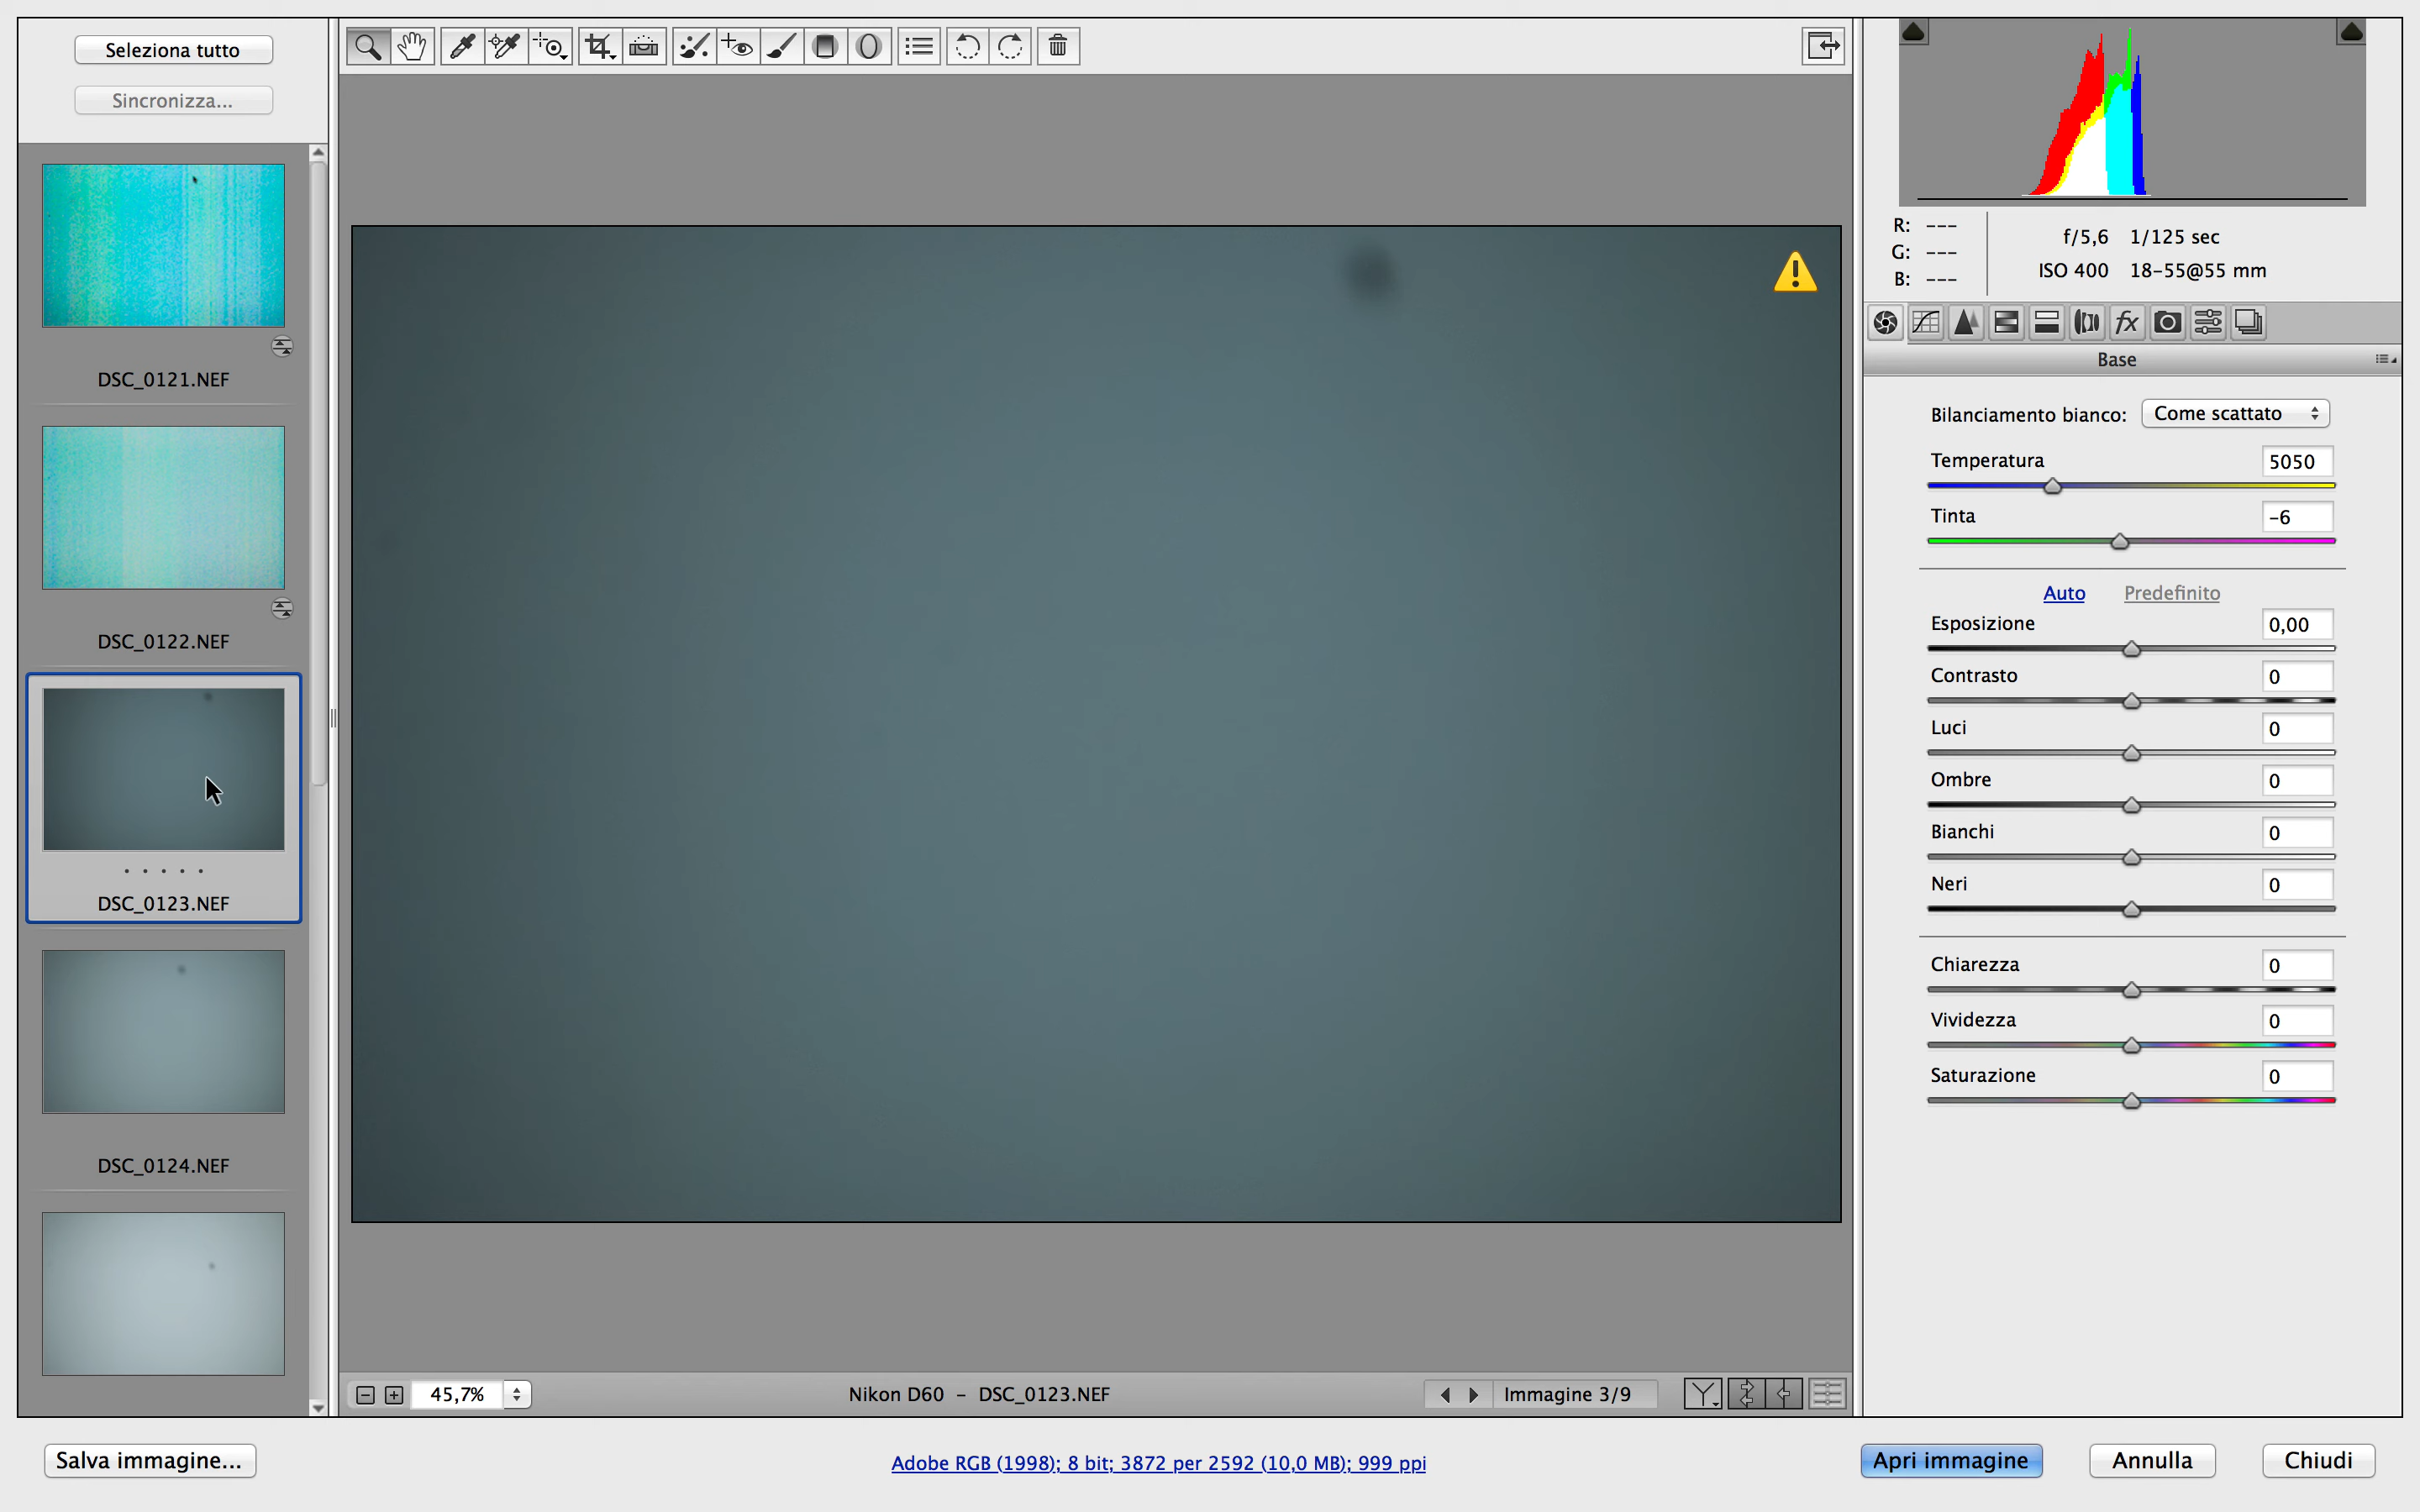 Seleziona tutto
Sincronizza...
DSC_0121.NEF
DSC_0122.NEF
DSC_0123.NEF
DSC_0124.NEF
R: ---
G: ---
B: ---
f/5,6 1/125 sec
ISO 400 18-55@55 mm
fx
Base
Bilanciamento bianco: Come scattato
Temperatura 5050
Tinta -6
Auto Predefinito
Esposizione 0,00
Contrasto 0
Luci 0
Ombre 0
Bianchi 0
Neri 0
Chiarezza 0
Vividezza 0
Saturazione 0
45,7%
Nikon D60 - DSC_0123.NEF
Immagine 3/9
Salva immagine...
Adobe RGB (1998); 8 bit; 3872 per 2592 (10,0 MB); 999 ppi
Apri immagine
Annulla
Chiudi